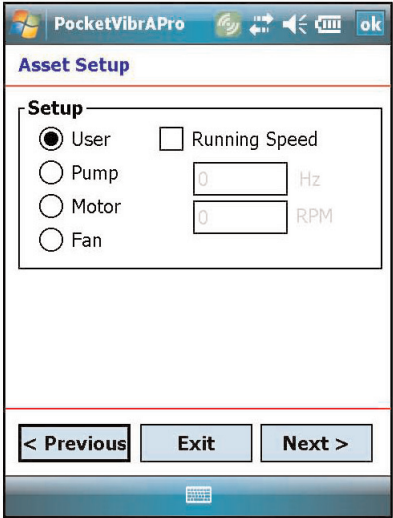 PocketVibrAPro ok
Asset Setup
Setup
User Running Speed
Pump 0 Hz
Motor 0 RPM
Fan
< Previous Exit Next >